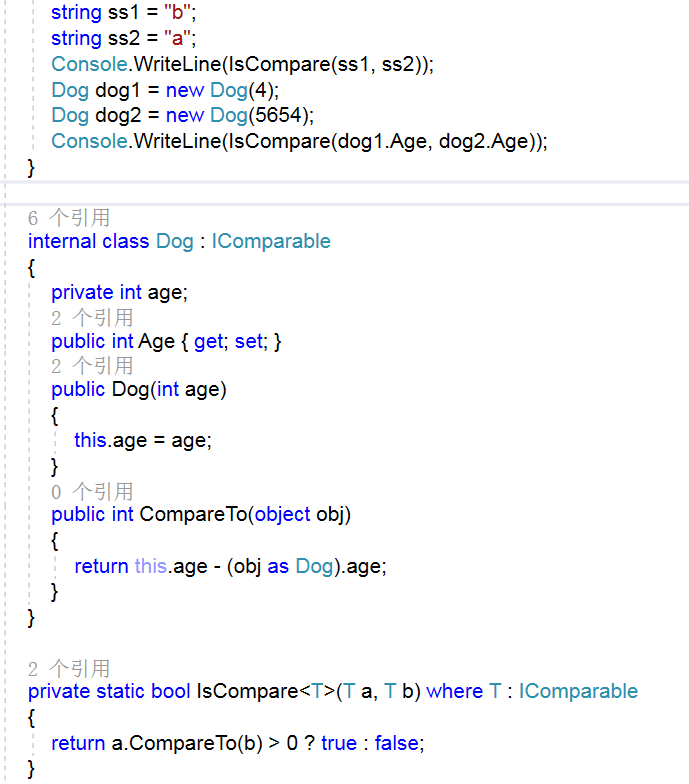 string ss1 = "b";
string ss2 = "a";
Console.WriteLine(IsCompare(ss1, ss2));
Dog dog1 = new Dog(4);
Dog dog2 = new Dog(5654);
Console.WriteLine(IsCompare(dog1.Age, dog2.Age));
}
6 个引用
internal class Dog : IComparable
{
private int age;
2 个引用
public int Age { get; set; }
2 个引用
public Dog(int age)
{
this.age = age;
}
0 个引用
public int CompareTo(object obj)
{
return this.age - (obj as Dog).age;
}
}
2 个引用
private static bool IsCompare<T>(T a, T b) where T : IComparable
{
return a.CompareTo(b) > 0 ? true : false;
}